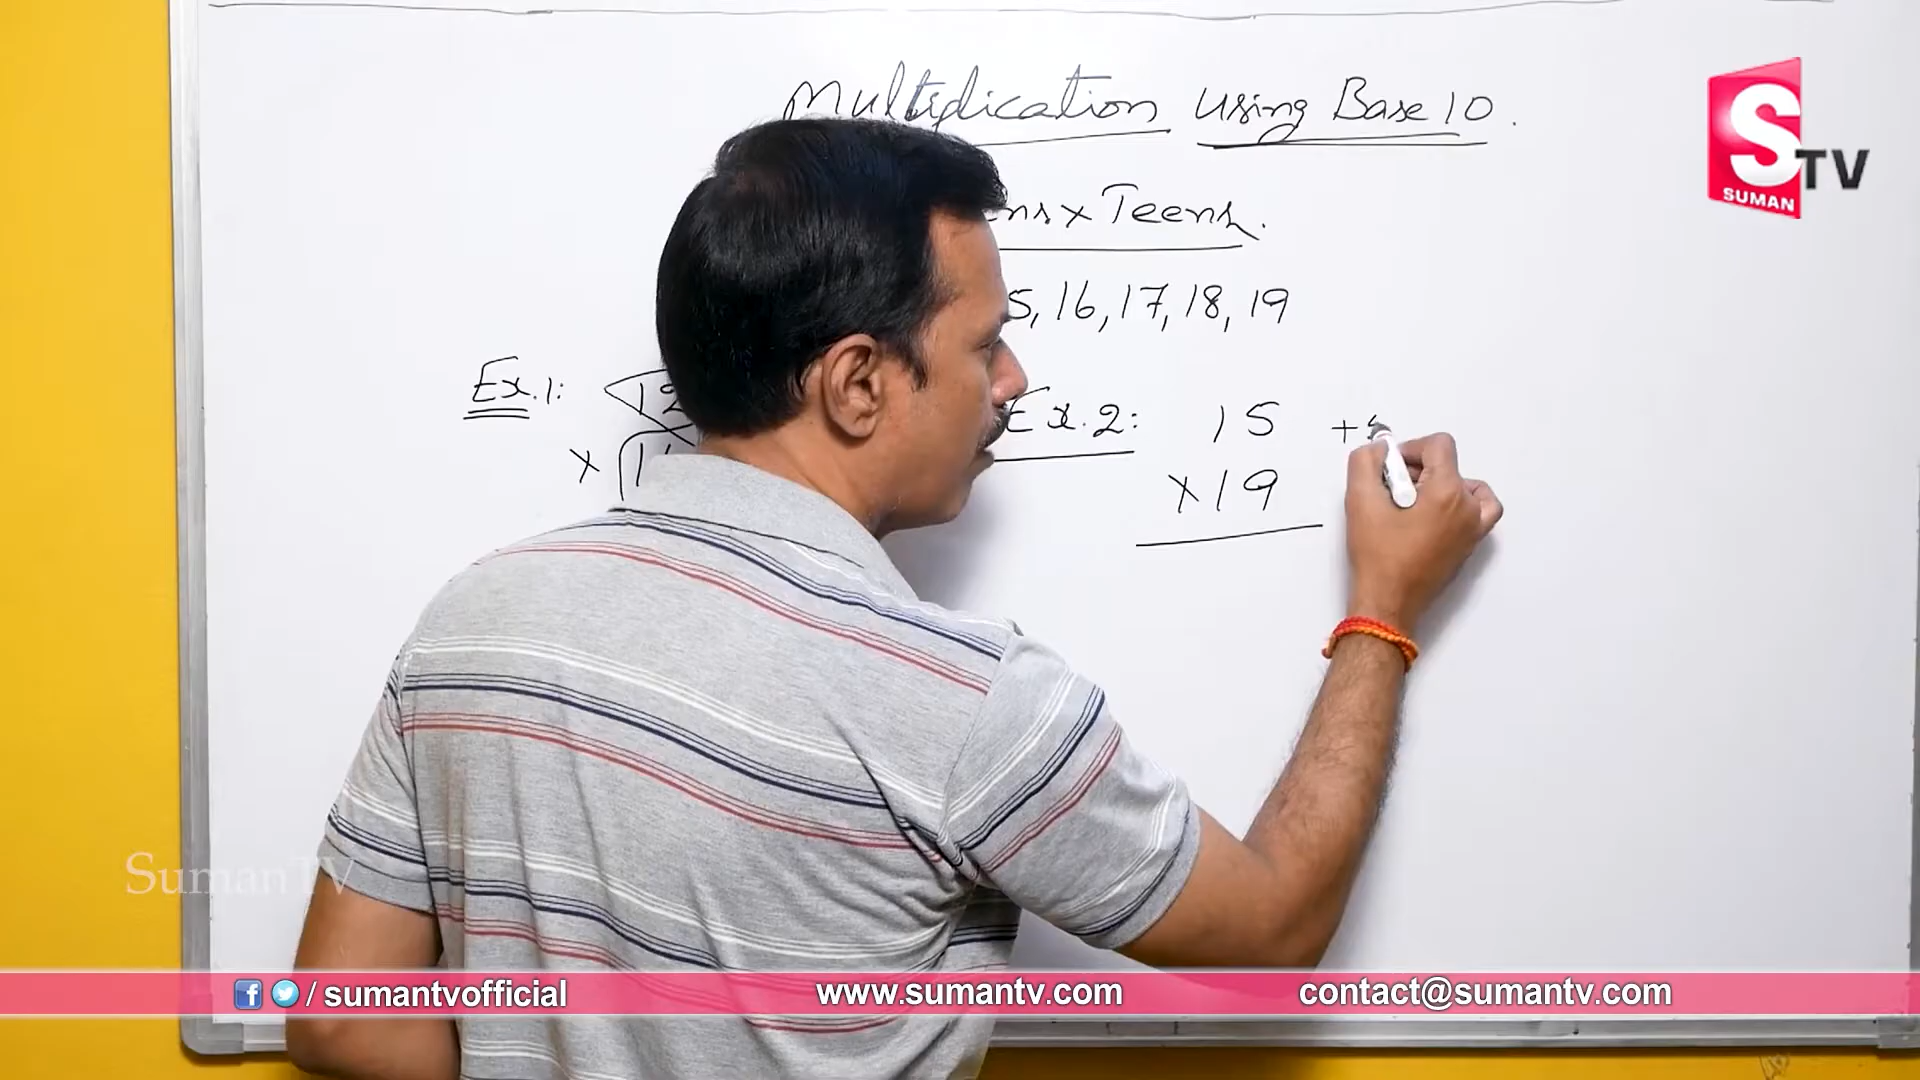 Multiplication Using Base 10.
Teens.
5, 16, 17, 18, 19
Ex.1:
Ex.2: 15
×19
S TV
SUMAN
SumanTV
/ sumantvofficial
www.sumantv.com
contact@sumantv.com